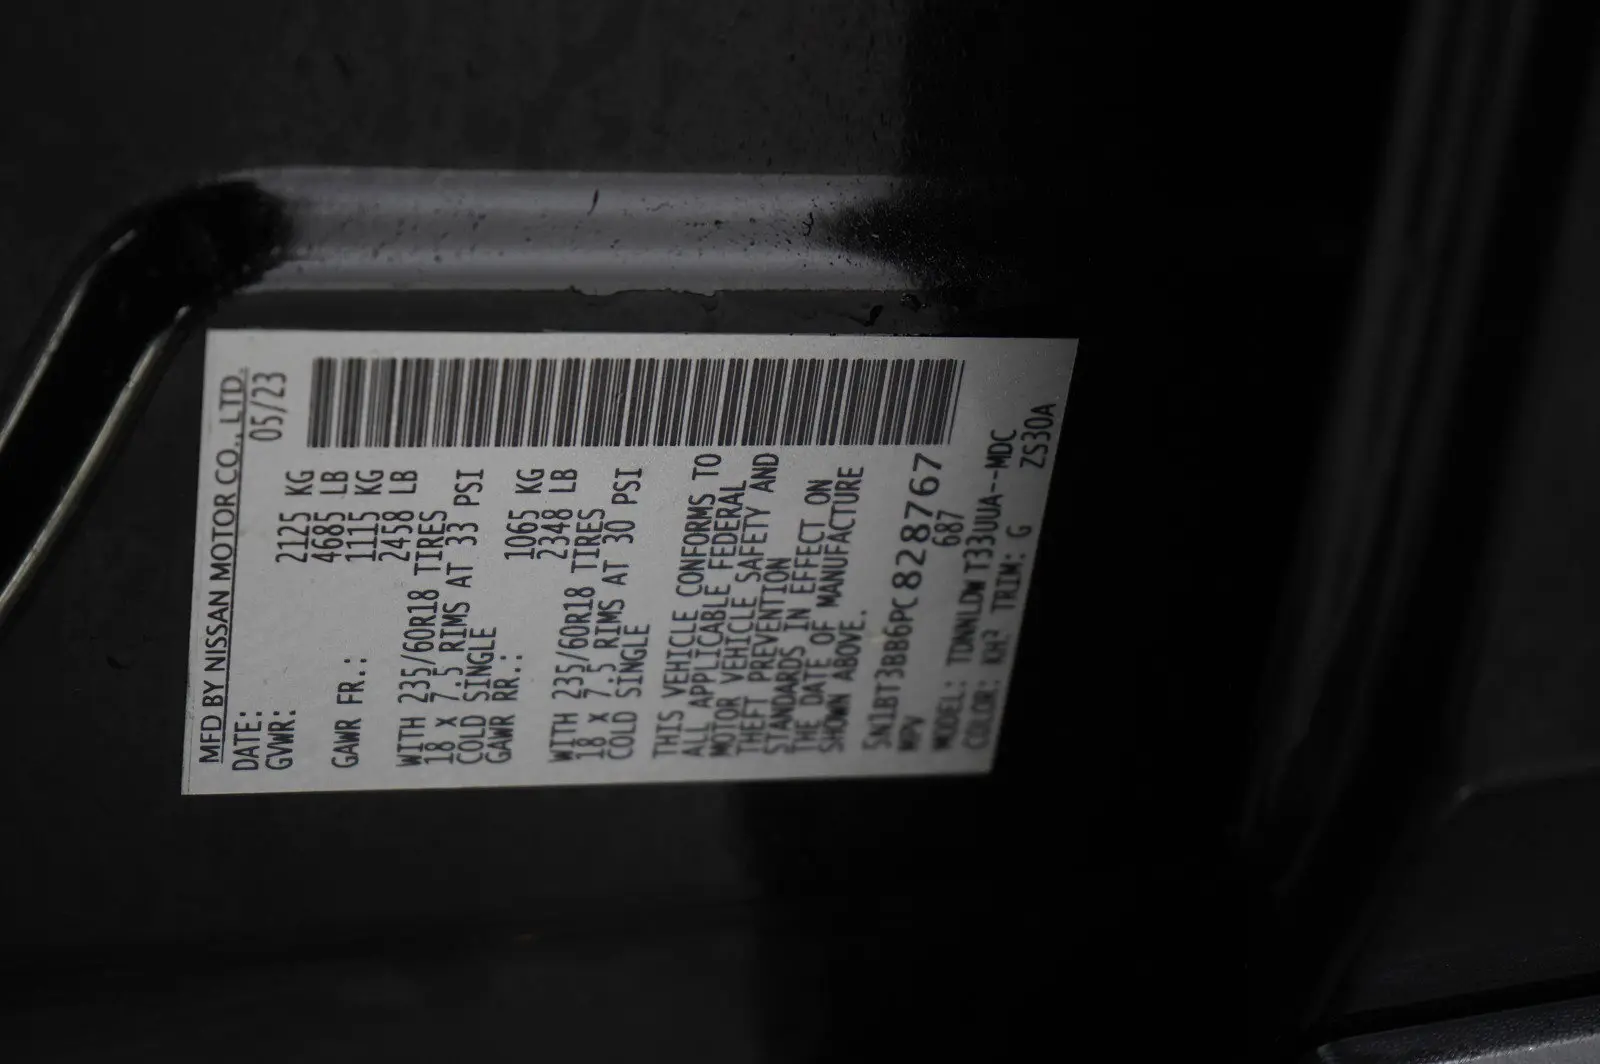 MFD BY NISSAN MOTOR CO., LTD.
DATE: 05/23
GVWR: 2125 KG
4685 LB
GAWR FR.: 1115 KG
2458 LB
WITH 235/60R18 TIRES
18 X 7.5 RIMS AT 33 PSI
COLD SINGLE
GAWR RR.: 1065 KG
2348 LB
WITH 235/60R18 TIRES
18 X 7.5 RIMS AT 30 PSI
COLD SINGLE
THIS VEHICLE CONFORMS TO
ALL APPLICABLE FEDERAL
MOTOR VEHICLE SAFETY AND
THEFT PREVENTION
STANDARDS IN EFFECT ON
THE DATE OF MANUFACTURE
SHOWN ABOVE.
5N1BT3BB6PC828767
MPV 687
MODEL: TDNNLDW T33UUA--MDC
COLOR: TRIM: G ZS30A